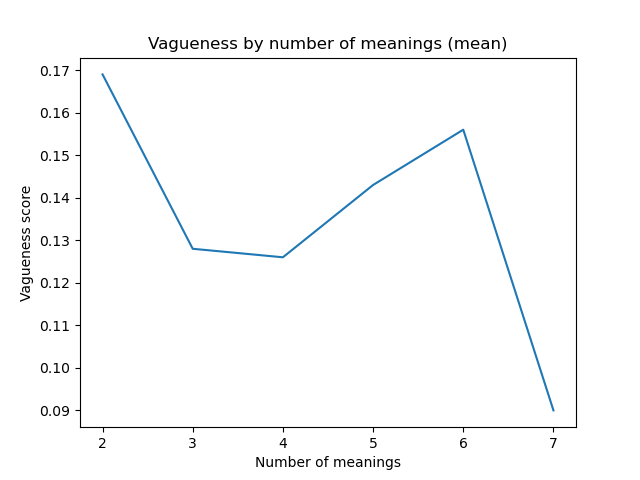 Vagueness by number of meanings (mean)
0.17
0.16
0.15
0.14
0.13
0.12
0.11
0.10
0.09
Vagueness score
2 3 4 5 6 7
Number of meanings